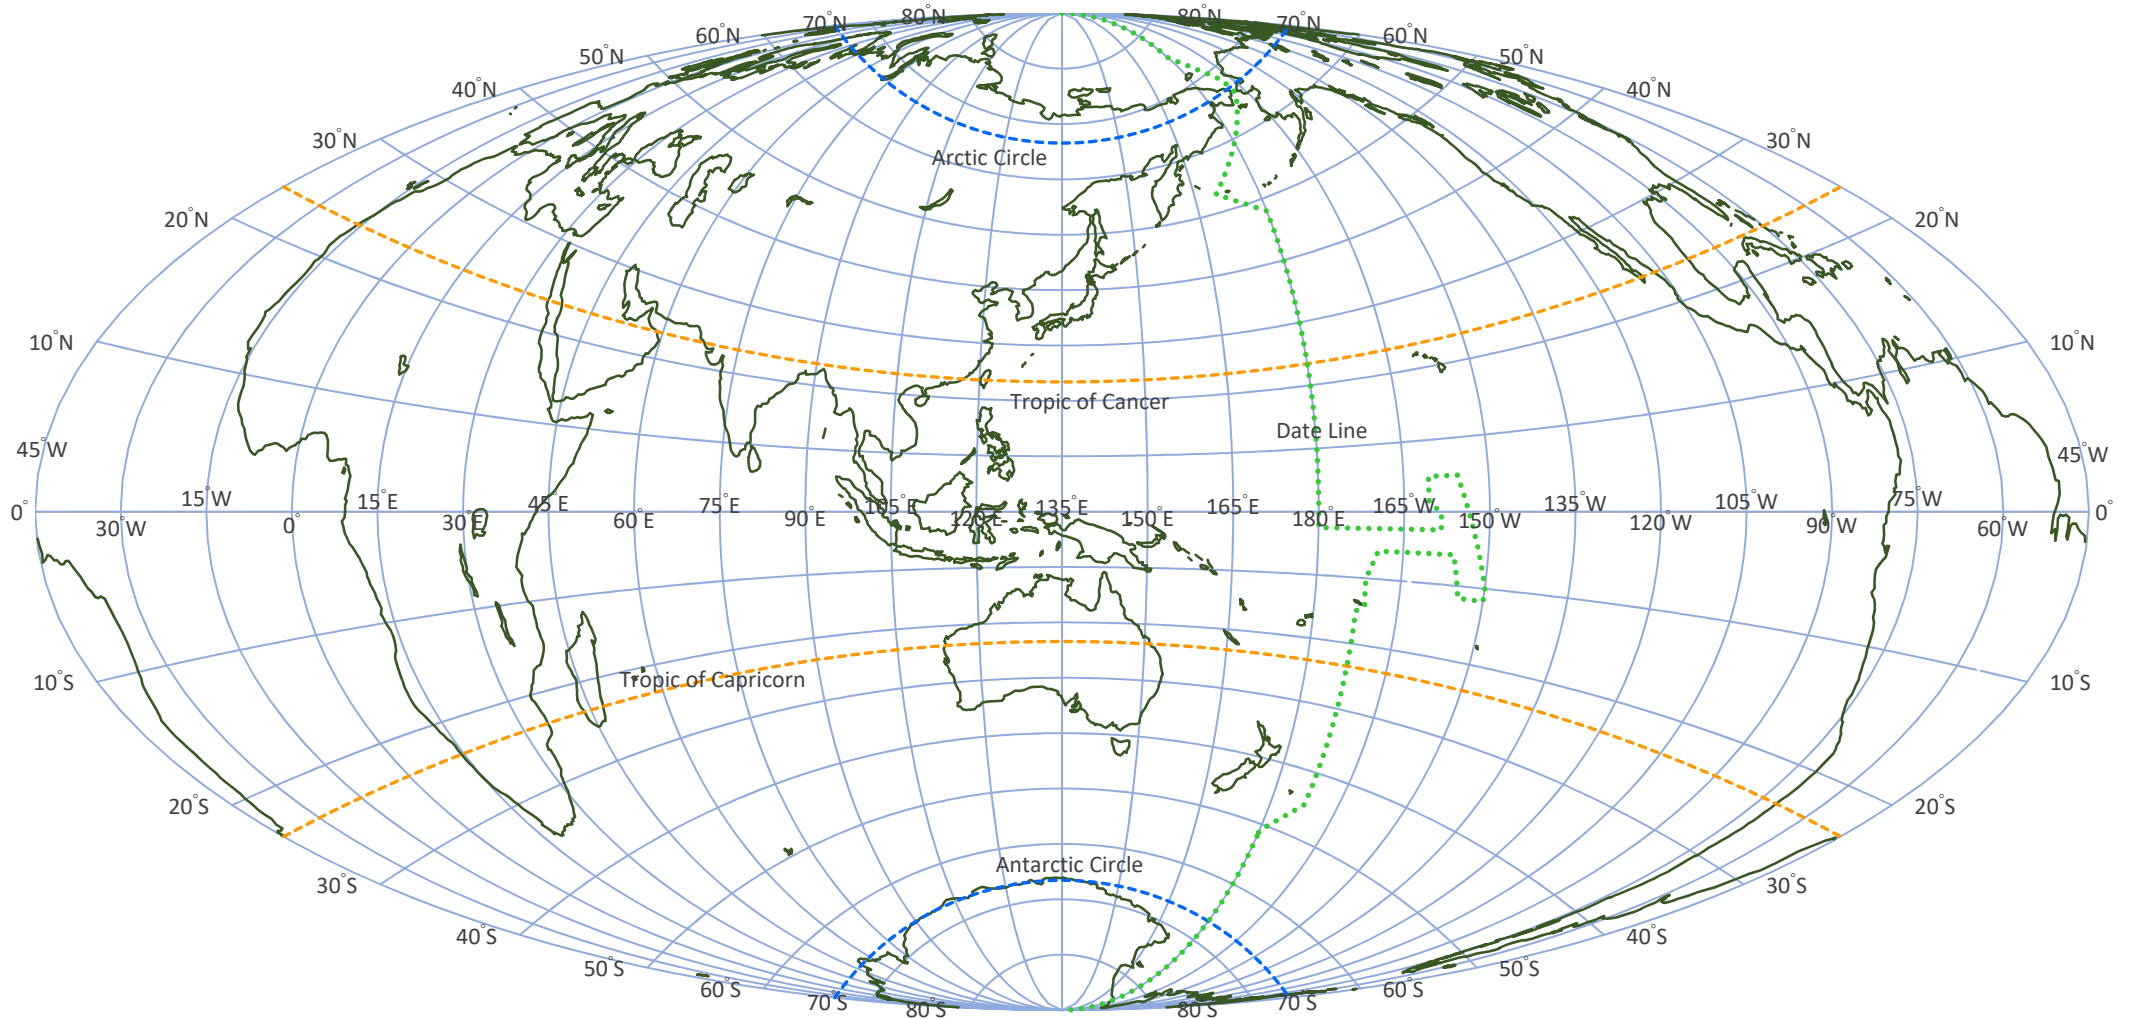 80°N
80°N
70°N
70°N
60°N
60°N
50°N
50°N
40°N
40°N
30°N
30°N
Arctic Circle
20°N
20°N
10°N
10°N
Tropic of Cancer
Date Line
45°W
45°W
0°
15°W
15°E
45°E
75°E
105°E
135°E
165°E
165°W
135°W
105°W
75°W
0°
30°W
0°
30°E
60°E
90°E
120°E
150°E
180°E
150°W
120°W
90°W
60°W
Tropic of Capricorn
10°S
10°S
20°S
20°S
Antarctic Circle
30°S
30°S
40°S
40°S
50°S
50°S
60°S
60°S
70°S
70°S
80°S
80°S